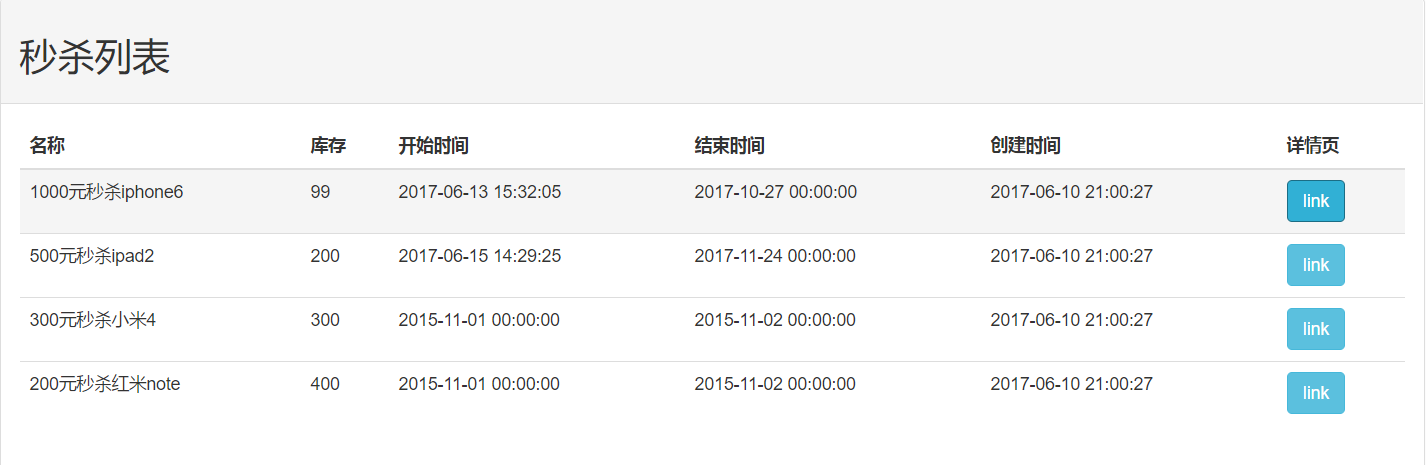 秒杀列表
名称 库存 开始时间 结束时间 创建时间 详情页
1000元秒杀iphone6 99 2017-06-13 15:32:05 2017-10-27 00:00:00 2017-06-10 21:00:27 link
500元秒杀ipad2 200 2017-06-15 14:29:25 2017-11-24 00:00:00 2017-06-10 21:00:27 link
300元秒杀小米4 300 2015-11-01 00:00:00 2015-11-02 00:00:00 2017-06-10 21:00:27 link
200元秒杀红米note 400 2015-11-01 00:00:00 2015-11-02 00:00:00 2017-06-10 21:00:27 link